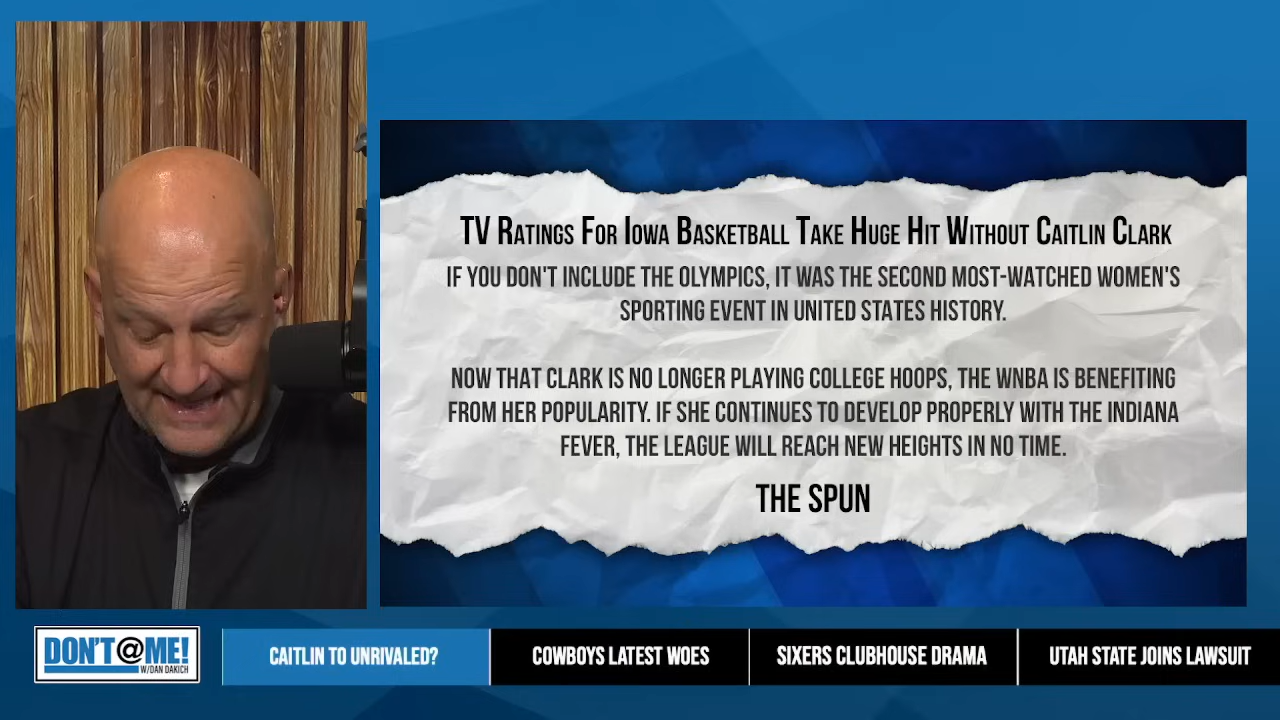 TV Ratings For Iowa Basketball Take Huge Hit Without Caitlin Clark
IF YOU DON'T INCLUDE THE OLYMPICS, IT WAS THE SECOND MOST-WATCHED WOMEN'S
SPORTING EVENT IN UNITED STATES HISTORY.
NOW THAT CLARK IS NO LONGER PLAYING COLLEGE HOOPS, THE WNBA IS BENEFITING
FROM HER POPULARITY. IF SHE CONTINUES TO DEVELOP PROPERLY WITH THE INDIANA
FEVER, THE LEAGUE WILL REACH NEW HEIGHTS IN NO TIME.
THE SPUN
DON'T @ ME!
W/DAN DAKICH
CAITLIN TO UNRIVALED?
COWBOYS LATEST WOES
SIXERS CLUBHOUSE DRAMA
UTAH STATE JOINS LAWSUIT